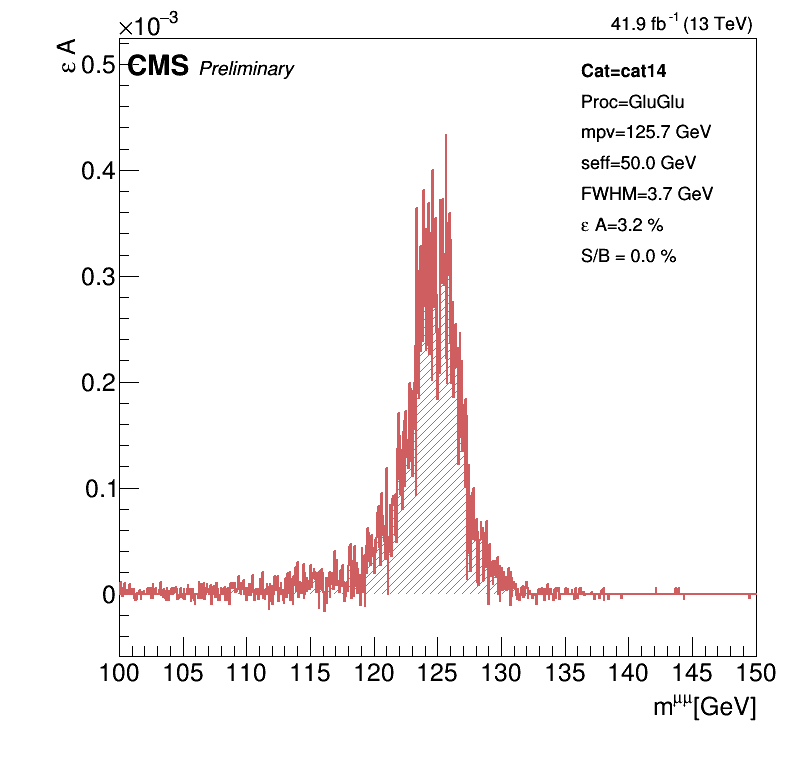 ×10⁻³
41.9 fb⁻¹ (13 TeV)
ε A
CMS Preliminary
Cat=cat14
Proc=GluGlu
mpv=125.7 GeV
seff=50.0 GeV
FWHM=3.7 GeV
ε A=3.2 %
S/B = 0.0 %
0.5
0.4
0.3
0.2
0.1
0
100 105 110 115 120 125 130 135 140 145 150
m^μμ[GeV]